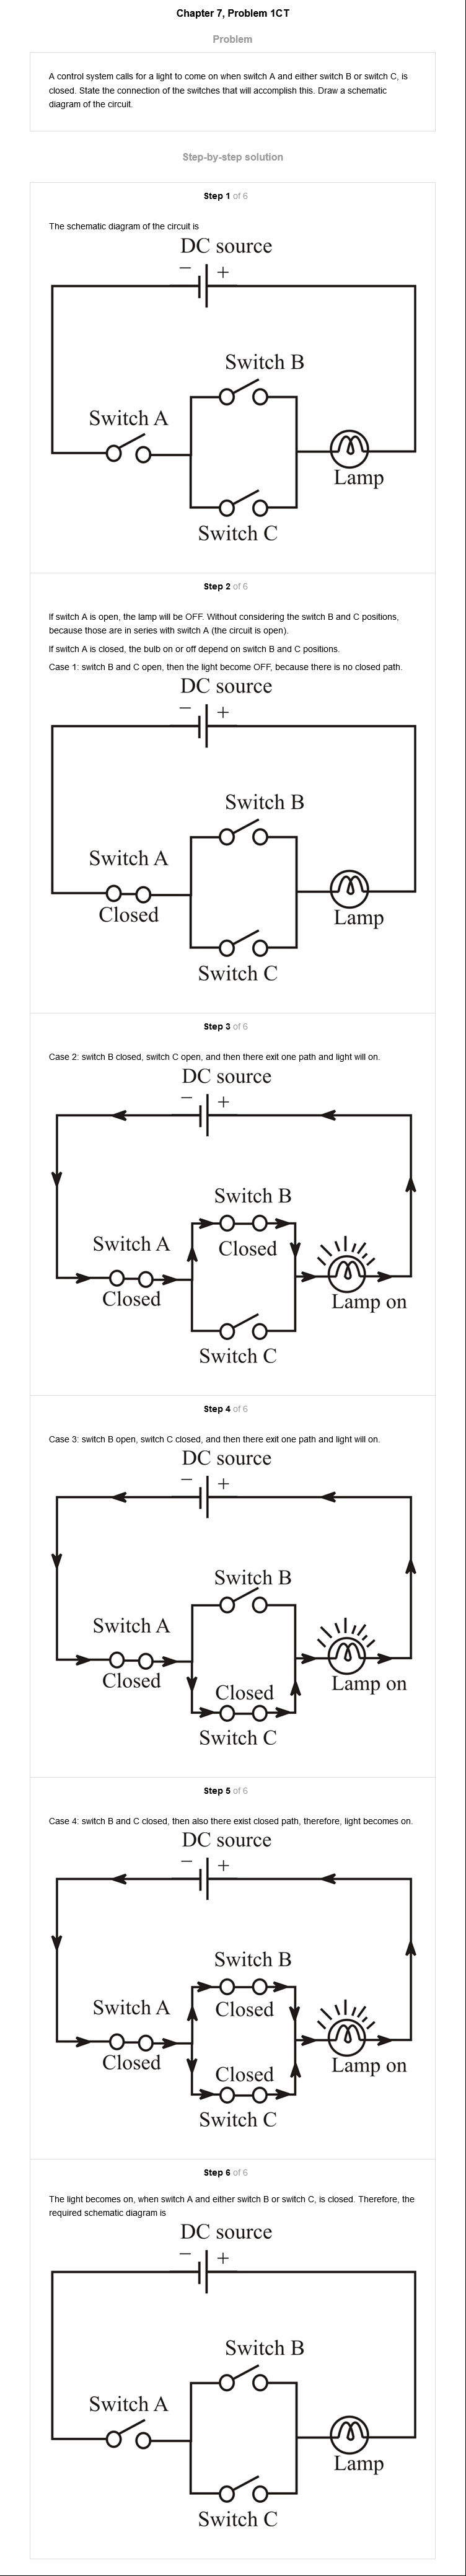 Chapter 7, Problem 1CT
Problem
A control system calls for a light to come on when switch A and either switch B or switch C, is
closed. State the connection of the switches that will accomplish this. Draw a schematic
diagram of the circuit.
Step-by-step solution
Step 1 of 6
The schematic diagram of the circuit is
DC source
− +
Switch B
Switch A
Lamp
Switch C
Step 2 of 6
If switch A is open, the lamp will be OFF. Without considering the switch B and C positions,
because those are in series with switch A (the circuit is open).
If switch A is closed, the bulb on or off depend on switch B and C positions.
Case 1: switch B and C open, then the light become OFF, because there is no closed path.
DC source
− +
Switch B
Switch A
Closed
Lamp
Switch C
Step 3 of 6
Case 2: switch B closed, switch C open, and then there exit one path and light will on.
DC source
− +
Switch B
Switch A
Closed
Closed
Lamp on
Switch C
Step 4 of 6
Case 3: switch B open, switch C closed, and then there exit one path and light will on.
DC source
− +
Switch B
Switch A
Closed
Closed
Lamp on
Switch C
Step 5 of 6
Case 4: switch B and C closed, then also there exist closed path, therefore, light becomes on.
DC source
− +
Switch B
Switch A
Closed
Closed
Closed
Lamp on
Switch C
Step 6 of 6
The light becomes on, when switch A and either switch B or switch C, is closed. Therefore, the
required schematic diagram is
DC source
− +
Switch B
Switch A
Lamp
Switch C